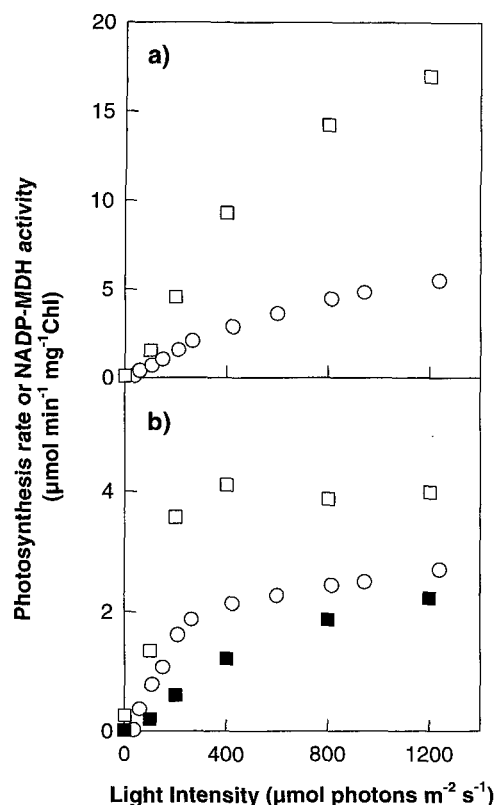 Photosynthesis rate or NADP-MDH activity
(µmol min⁻¹ mg⁻¹Chl)
a)
20
15
10
5
0
b)
4
2
0
0 400 800 1200
Light Intensity (µmol photons m⁻² s⁻¹)